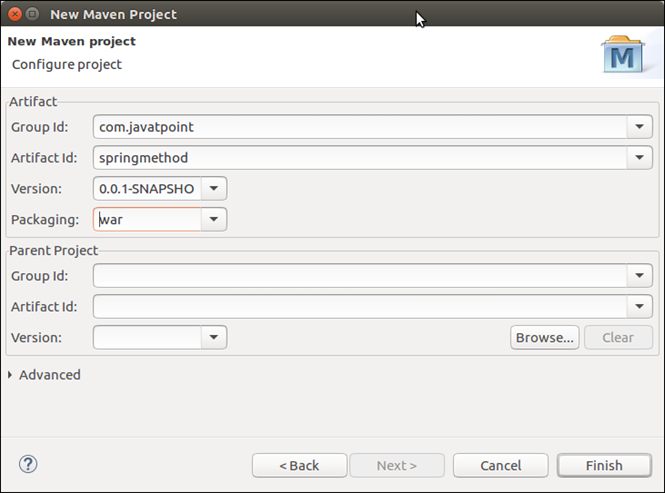 New Maven Project
New Maven project
Configure project
M
Artifact
Group Id: com.javatpoint
Artifact Id: springmethod
Version: 0.0.1-SNAPSHO
Packaging: war
Parent Project
Group Id:
Artifact Id:
Version: Browse... Clear
Advanced
? < Back Next > Cancel Finish